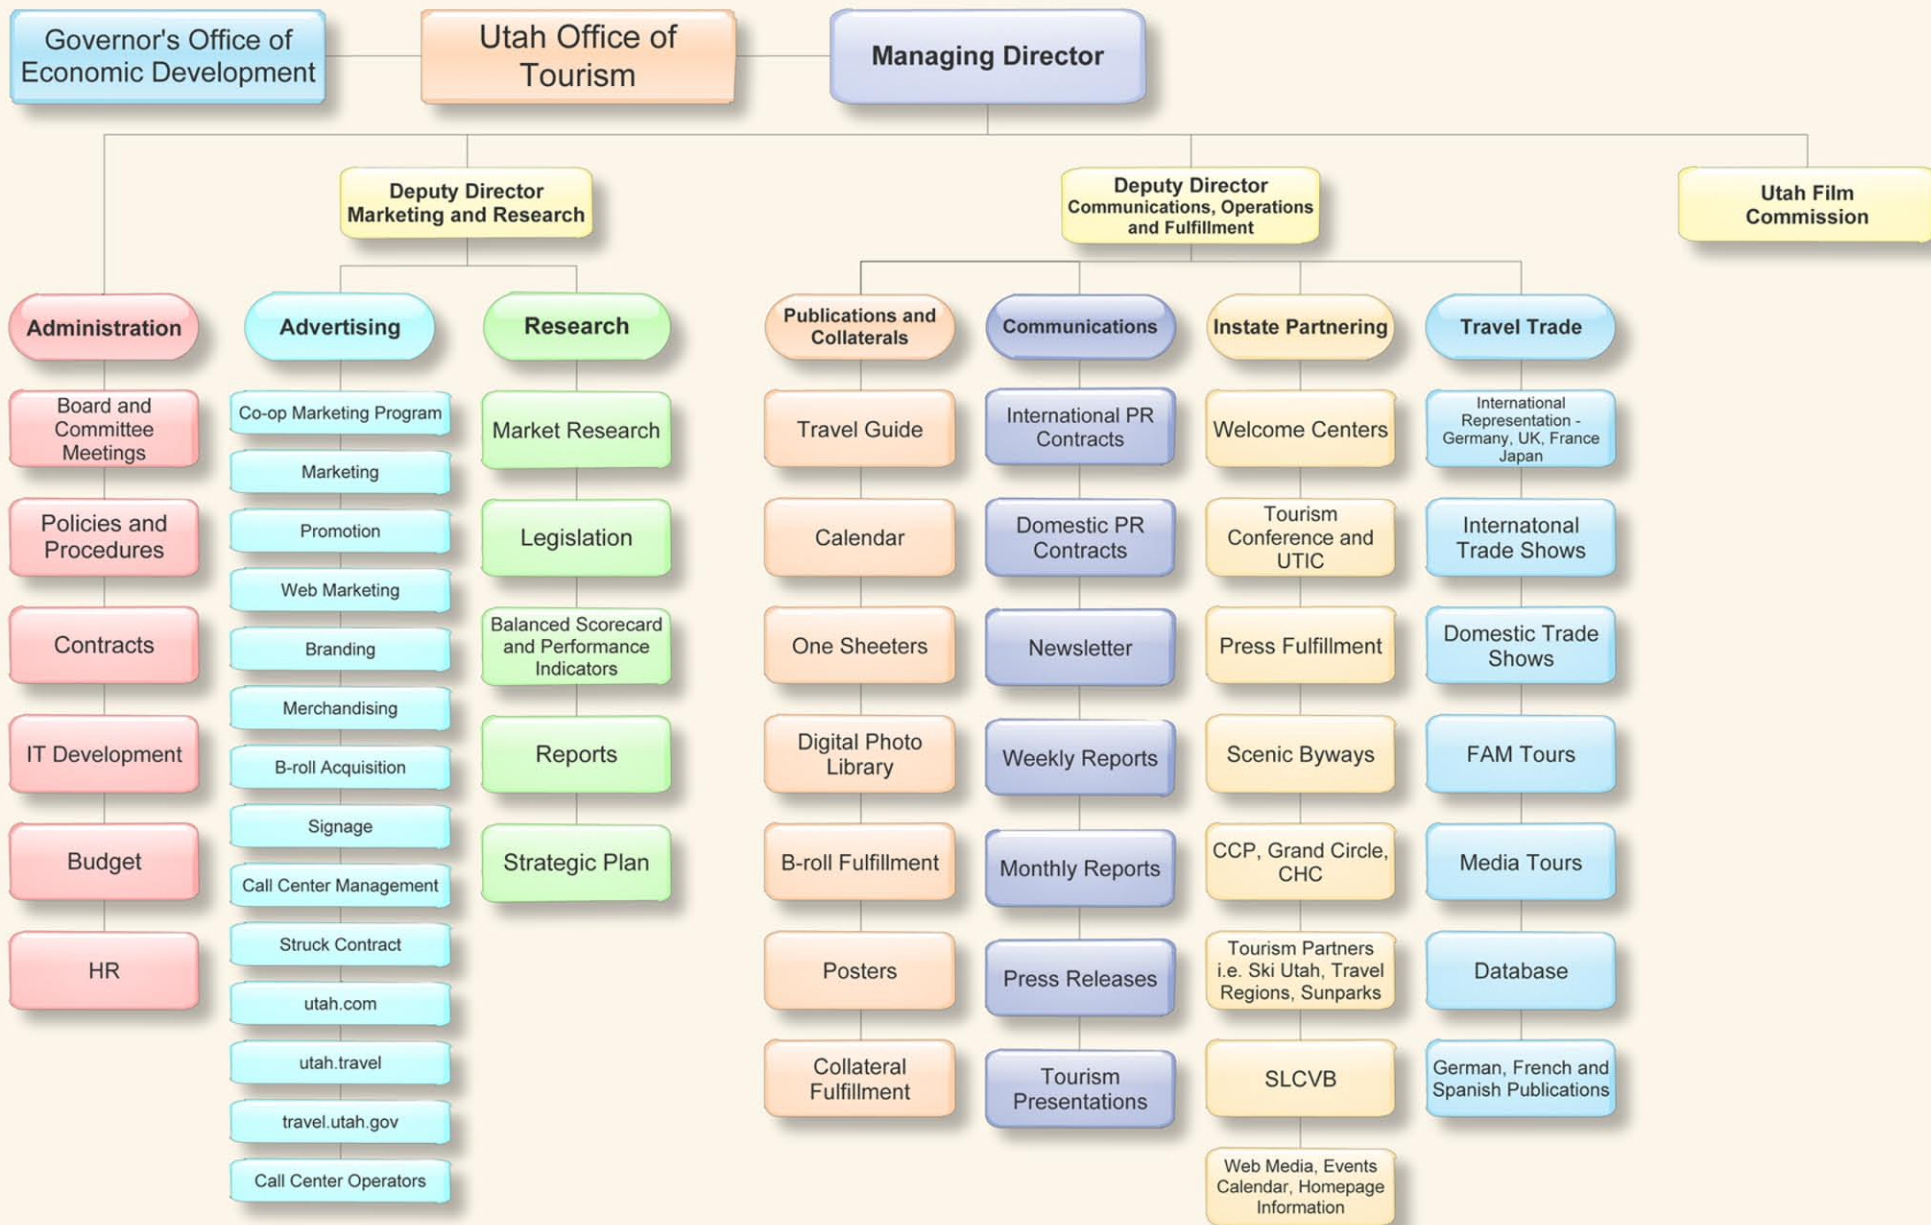 Governor's Office of
Economic Development
Utah Office of
Tourism
Managing Director
Deputy Director
Marketing and Research
Deputy Director
Communications, Operations
and Fulfillment
Utah Film
Commission
Administration
Board and
Committee
Meetings
Policies and
Procedures
Contracts
IT Development
Budget
HR
Advertising
Co-op Marketing Program
Marketing
Promotion
Web Marketing
Branding
Merchandising
B-roll Acquisition
Signage
Call Center Management
Struck Contract
utah.com
utah.travel
travel.utah.gov
Call Center Operators
Research
Market Research
Legislation
Balanced Scorecard
and Performance
Indicators
Reports
Strategic Plan
Publications and
Collaterals
Travel Guide
Calendar
One Sheeters
Digital Photo
Library
B-roll Fulfillment
Posters
Collateral
Fulfillment
Communications
International PR
Contracts
Domestic PR
Contracts
Newsletter
Weekly Reports
Monthly Reports
Press Releases
Tourism
Presentations
Instate Partnering
Welcome Centers
Tourism
Conference and
UTIC
Press Fulfillment
Scenic Byways
CCP, Grand Circle,
CHC
Tourism Partners
i.e. Ski Utah, Travel
Regions, Sunparks
SLCVB
Web Media, Events
Calendar, Homepage
Information
Travel Trade
International
Representation -
Germany, UK, France
Japan
Internatonal
Trade Shows
Domestic Trade
Shows
FAM Tours
Media Tours
Database
German, French and
Spanish Publications